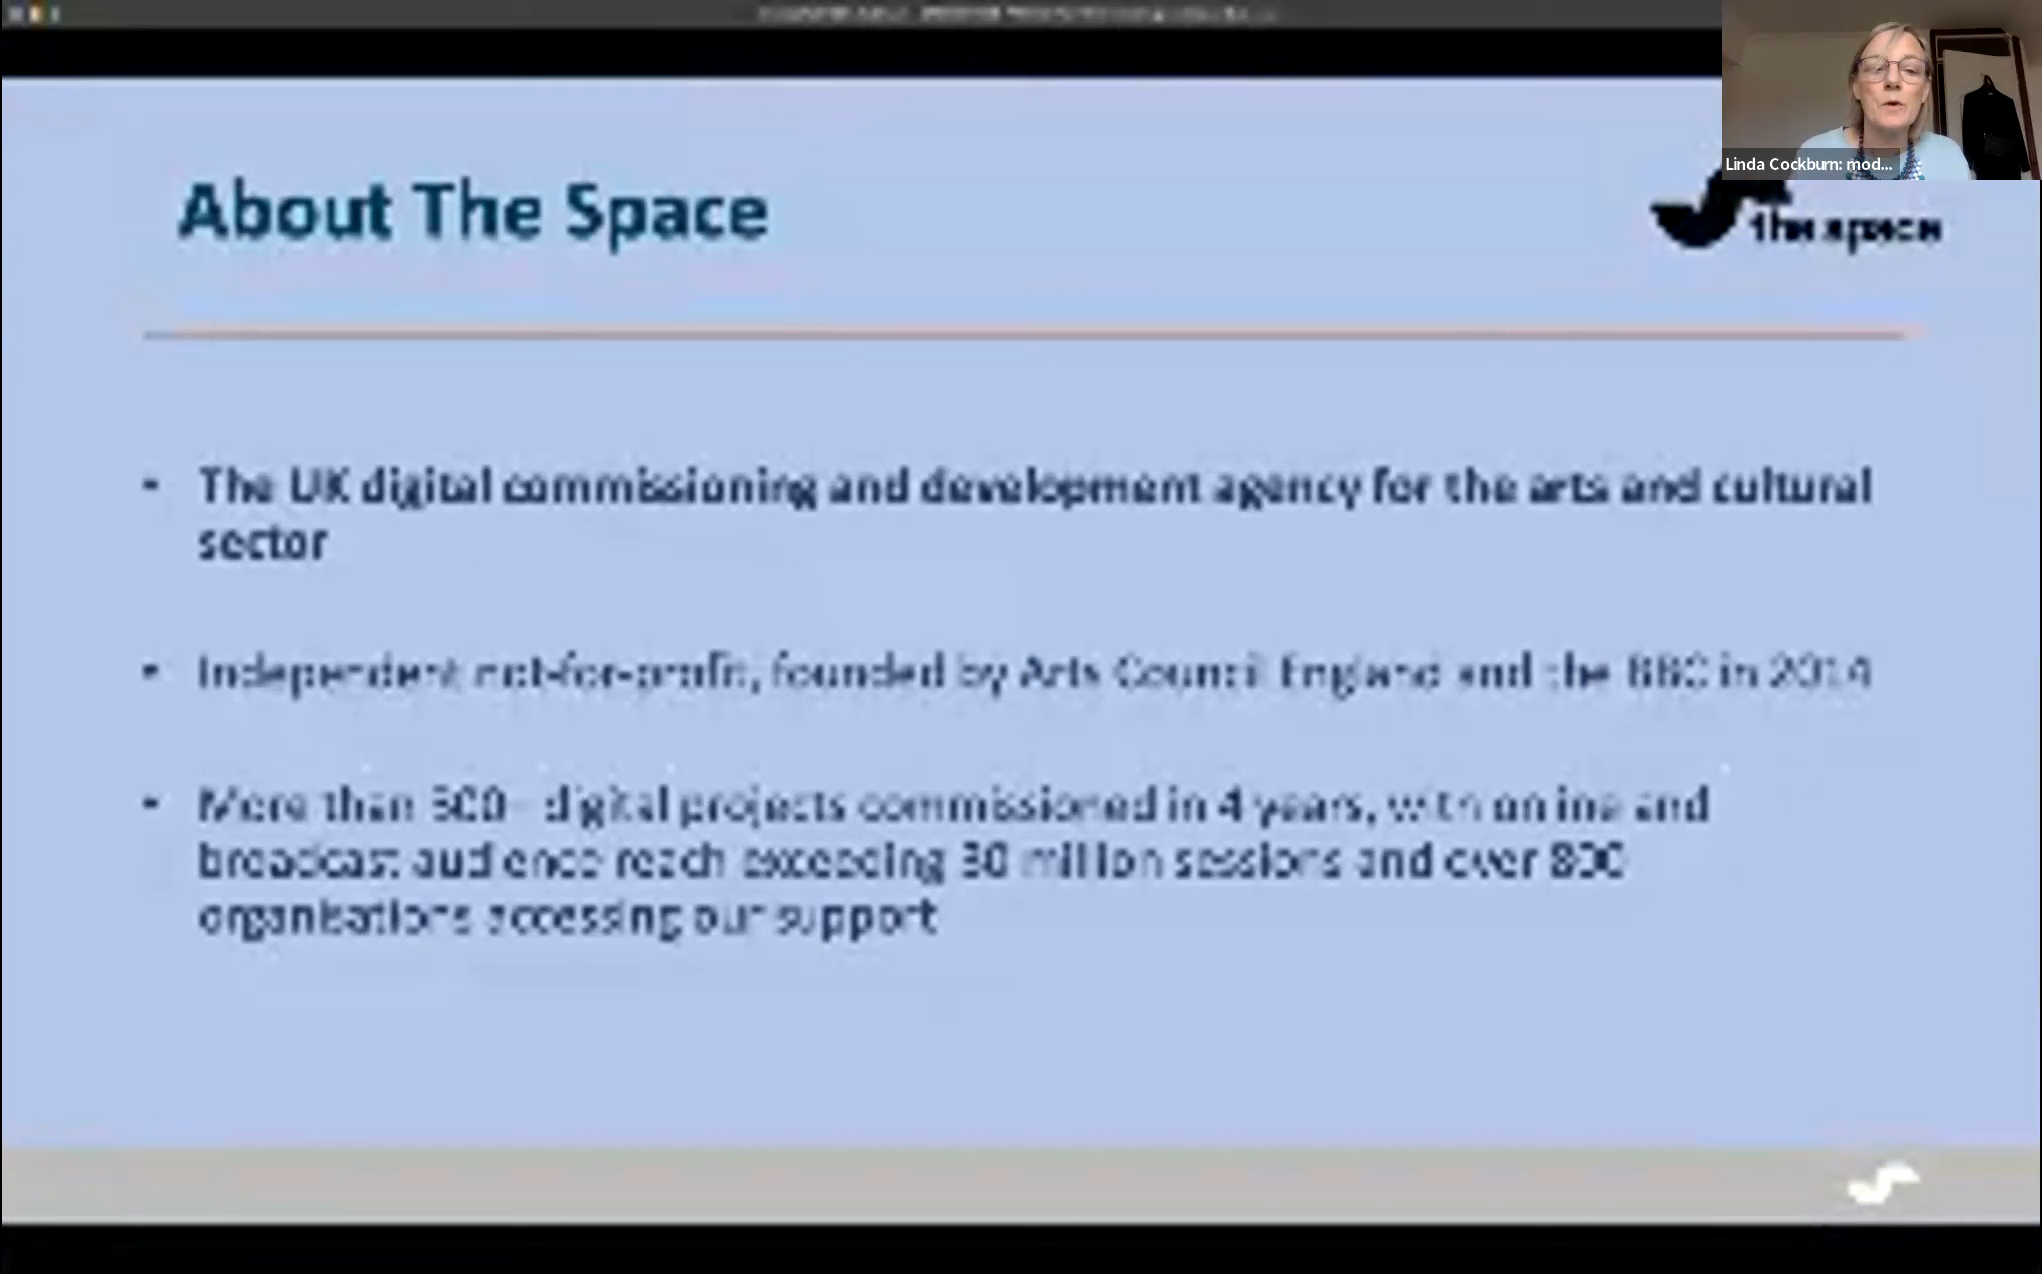 Linda Cockburn: mod...
About The Space
the space
• The UK digital commissioning and development agency for the arts and cultural
sector
• Independent not-for-profit, founded by Arts Council England and the BBC in 2014
• More than digital projects commissioned in 4 years, with online and
broadcast audience reach exceeding 30 million sessions and over 800
organisations accessing our support